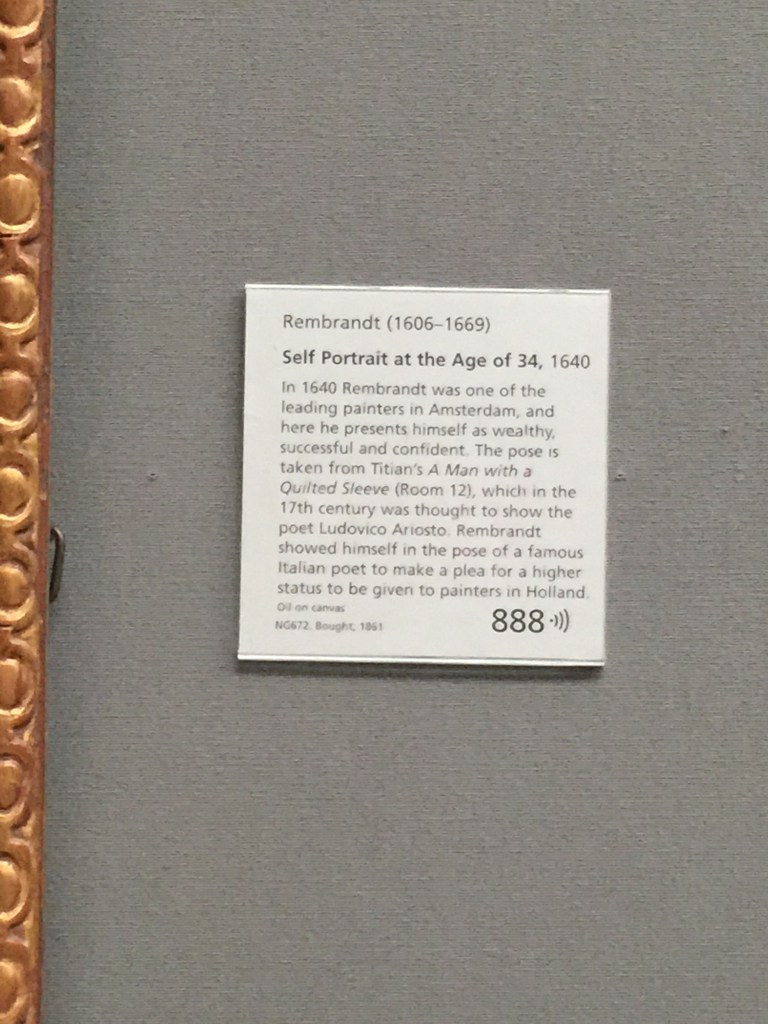 Rembrandt (1606–1669)
Self Portrait at the Age of 34, 1640
In 1640 Rembrandt was one of the
leading painters in Amsterdam, and
here he presents himself as wealthy,
successful and confident. The pose is
taken from Titian's A Man with a
Quilted Sleeve (Room 12), which in the
17th century was thought to show the
poet Ludovico Ariosto. Rembrandt
showed himself in the pose of a famous
Italian poet to make a plea for a higher
status to be given to painters in Holland.
Oil on canvas
NG672. Bought, 1861
888